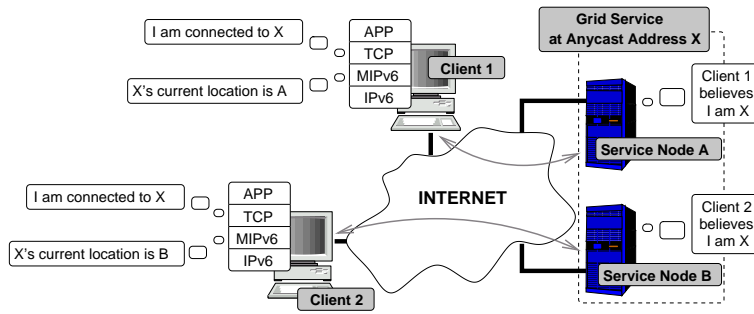 I am connected to X
X's current location is A
APP
TCP
MIPv6
IPv6
Client 1
Grid Service
at Anycast Address X
Client 1
believes
I am X
Service Node A
INTERNET
I am connected to X
X's current location is B
APP
TCP
MIPv6
IPv6
Client 2
Client 2
believes
I am X
Service Node B